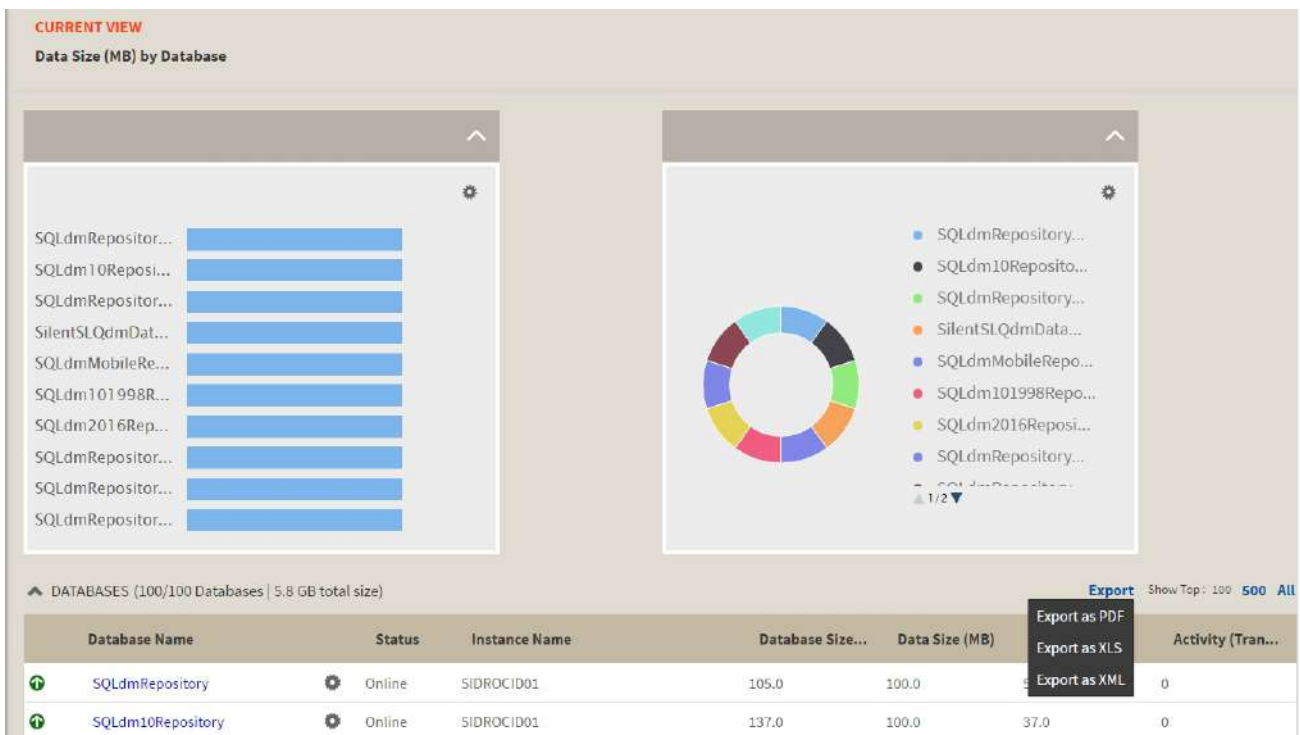 CURRENT VIEW
Data Size (MB) by Database
SQLdmRepositor...
SQLdm10Reposi...
SQLdmRepositor...
SilentSLQdmDat...
SQLdmMobileRe...
SQLdm101998R...
SQLdm2016Rep...
SQLdmRepositor...
SQLdmRepositor...
SQLdmRepositor...
SQLdmRepository...
SQLdm10Reposito...
SQLdmRepository...
SilentSLQdmData...
SQLdmMobileRepo...
SQLdm101998Repo...
SQLdm2016Reposi...
SQLdmRepository...
1/2
DATABASES (100/100 Databases | 5.8 GB total size) Export Show Top: 100 500 All
Export as PDF
Export as XLS
Export as XML
Database Name Status Instance Name Database Size... Data Size (MB) Activity (Tran...
SQLdmRepository Online SIDROCID01 105.0 100.0 0
SQLdm10Repository Online SIDROCID01 137.0 100.0 37.0 0